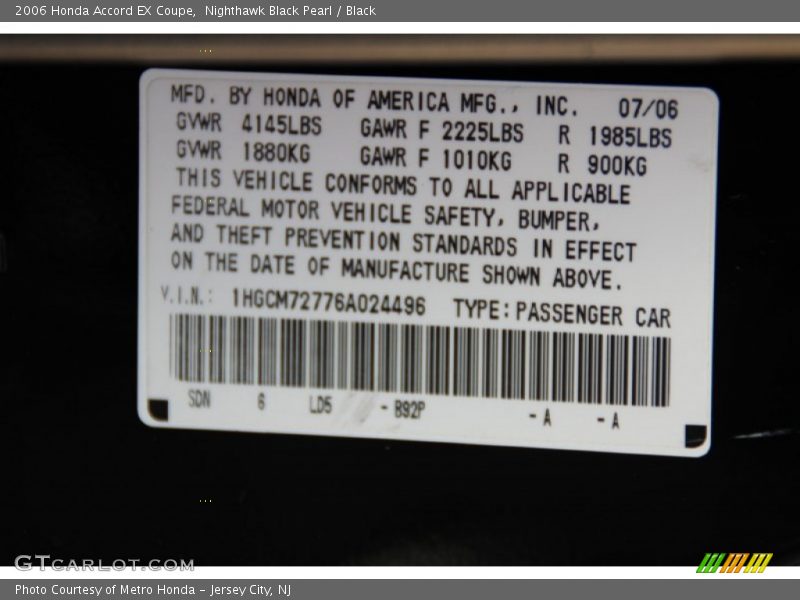 2006 Honda Accord EX Coupe, Nighthawk Black Pearl / Black
MFD. BY HONDA OF AMERICA MFG., INC. 07/06
GVWR 4145LBS GAWR F 2225LBS R 1985LBS
GVWR 1880KG GAWR F 1010KG R 900KG
THIS VEHICLE CONFORMS TO ALL APPLICABLE
FEDERAL MOTOR VEHICLE SAFETY, BUMPER,
AND THEFT PREVENTION STANDARDS IN EFFECT
ON THE DATE OF MANUFACTURE SHOWN ABOVE.
V.I.N.: 1HGCM72776A024496 TYPE: PASSENGER CAR
SDN 6 LD5 - B92P - A - A
GTCARLOT.COM
Photo Courtesy of Metro Honda – Jersey City, NJ